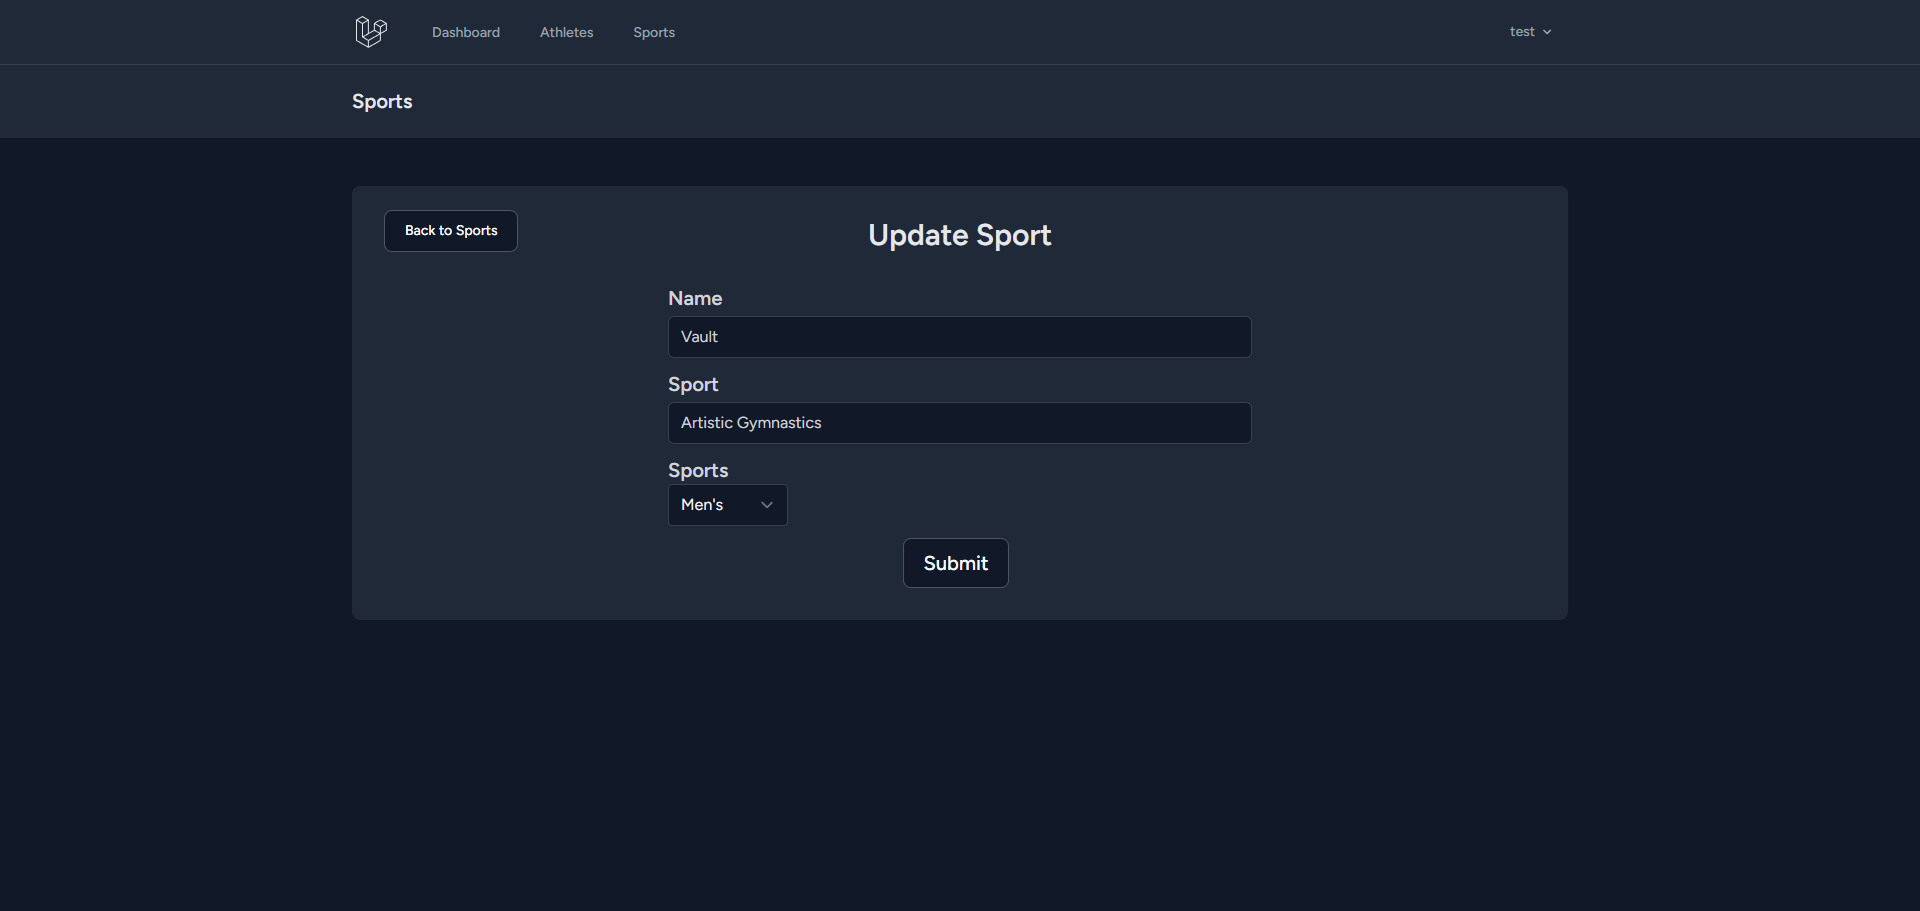 Dashboard Athletes Sports test
Sports
Back to Sports
Update Sport
Name
Vault
Sport
Artistic Gymnastics
Sports
Men's
Submit